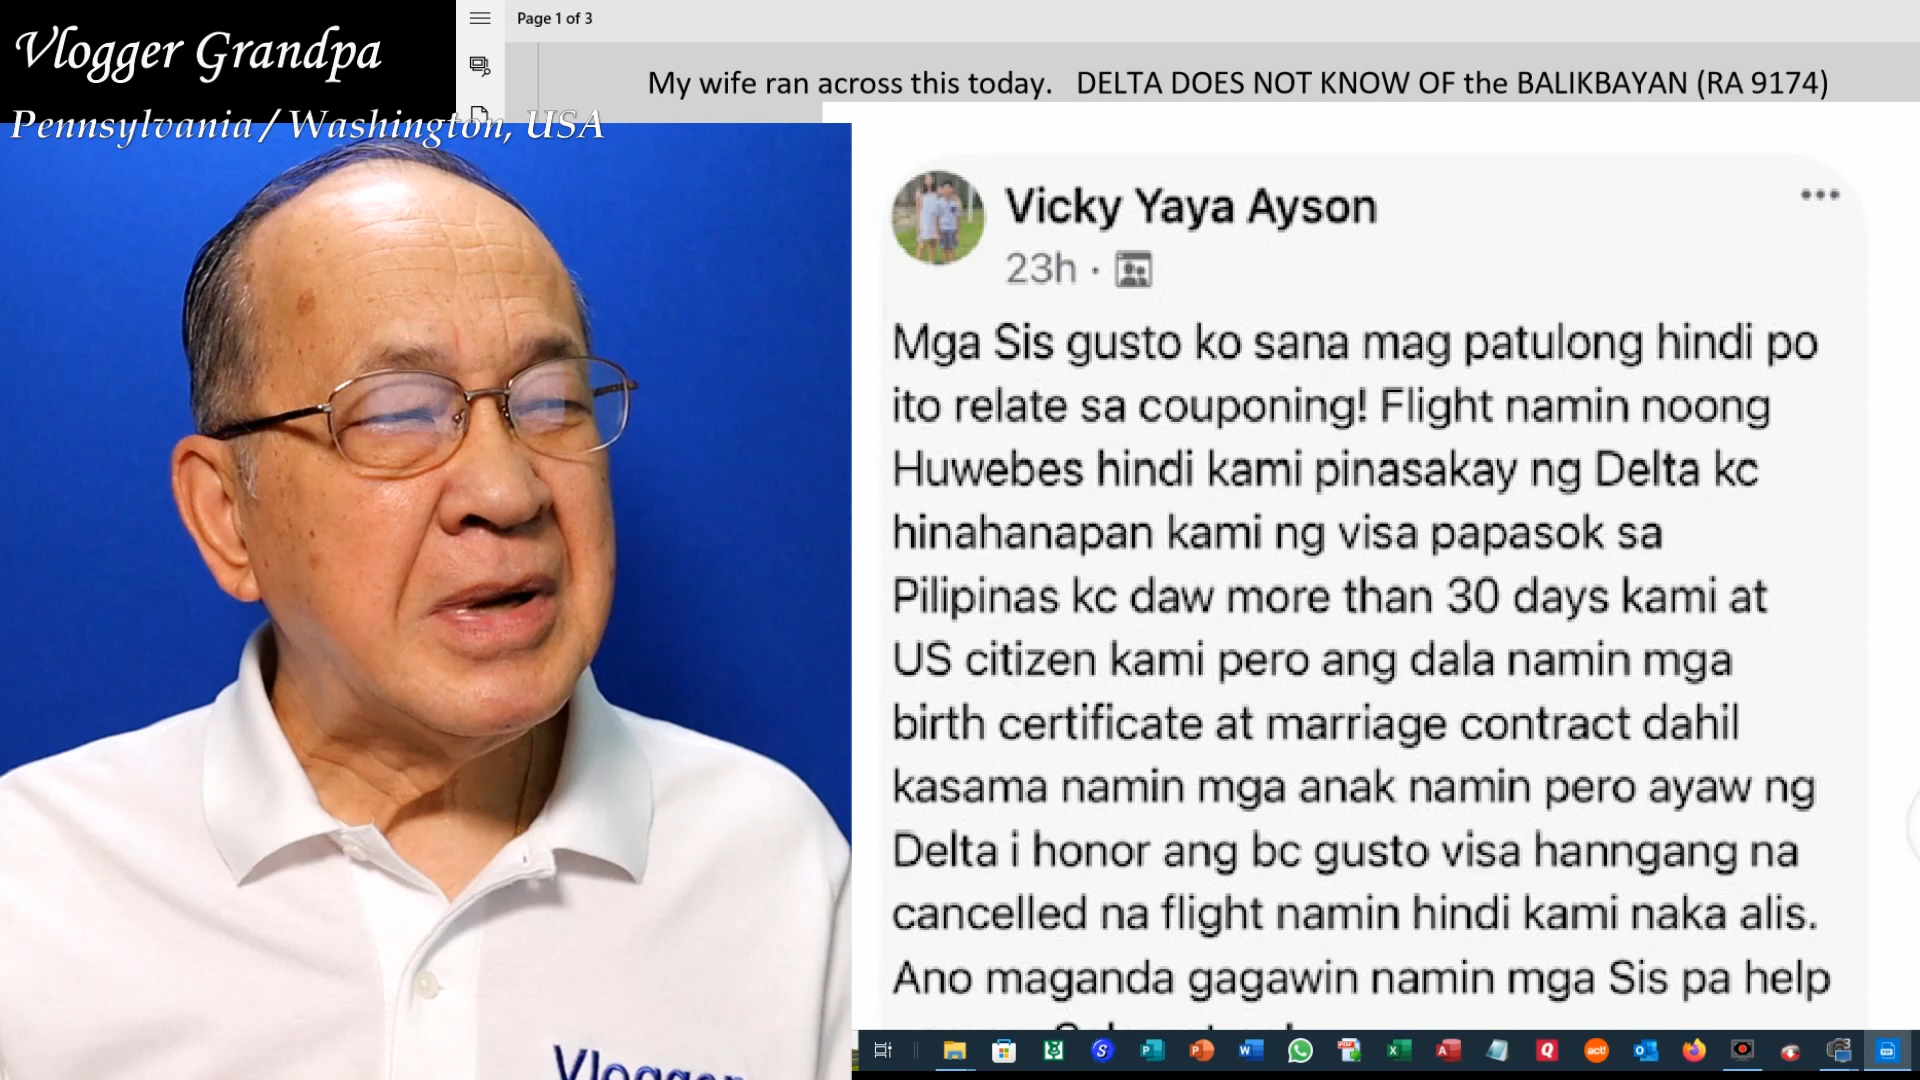 Vlogger Grandpa
Pennsylvania / Washington, USA
Page 1 of 3
My wife ran across this today. DELTA DOES NOT KNOW OF the BALIKBAYAN (RA 9174)
Vicky Yaya Ayson
23h
Mga Sis gusto ko sana mag patulong hindi po
ito relate sa couponing! Flight namin noong
Huwebes hindi kami pinasakay ng Delta kc
hinahanapan kami ng visa papasok sa
Pilipinas kc daw more than 30 days kami at
US citizen kami pero ang dala namin mga
birth certificate at marriage contract dahil
kasama namin mga anak namin pero ayaw ng
Delta i honor ang bc gusto visa hanngang na
cancelled na flight namin hindi kami naka alis.
Ano maganda gagawin namin mga Sis pa help
Vlogger